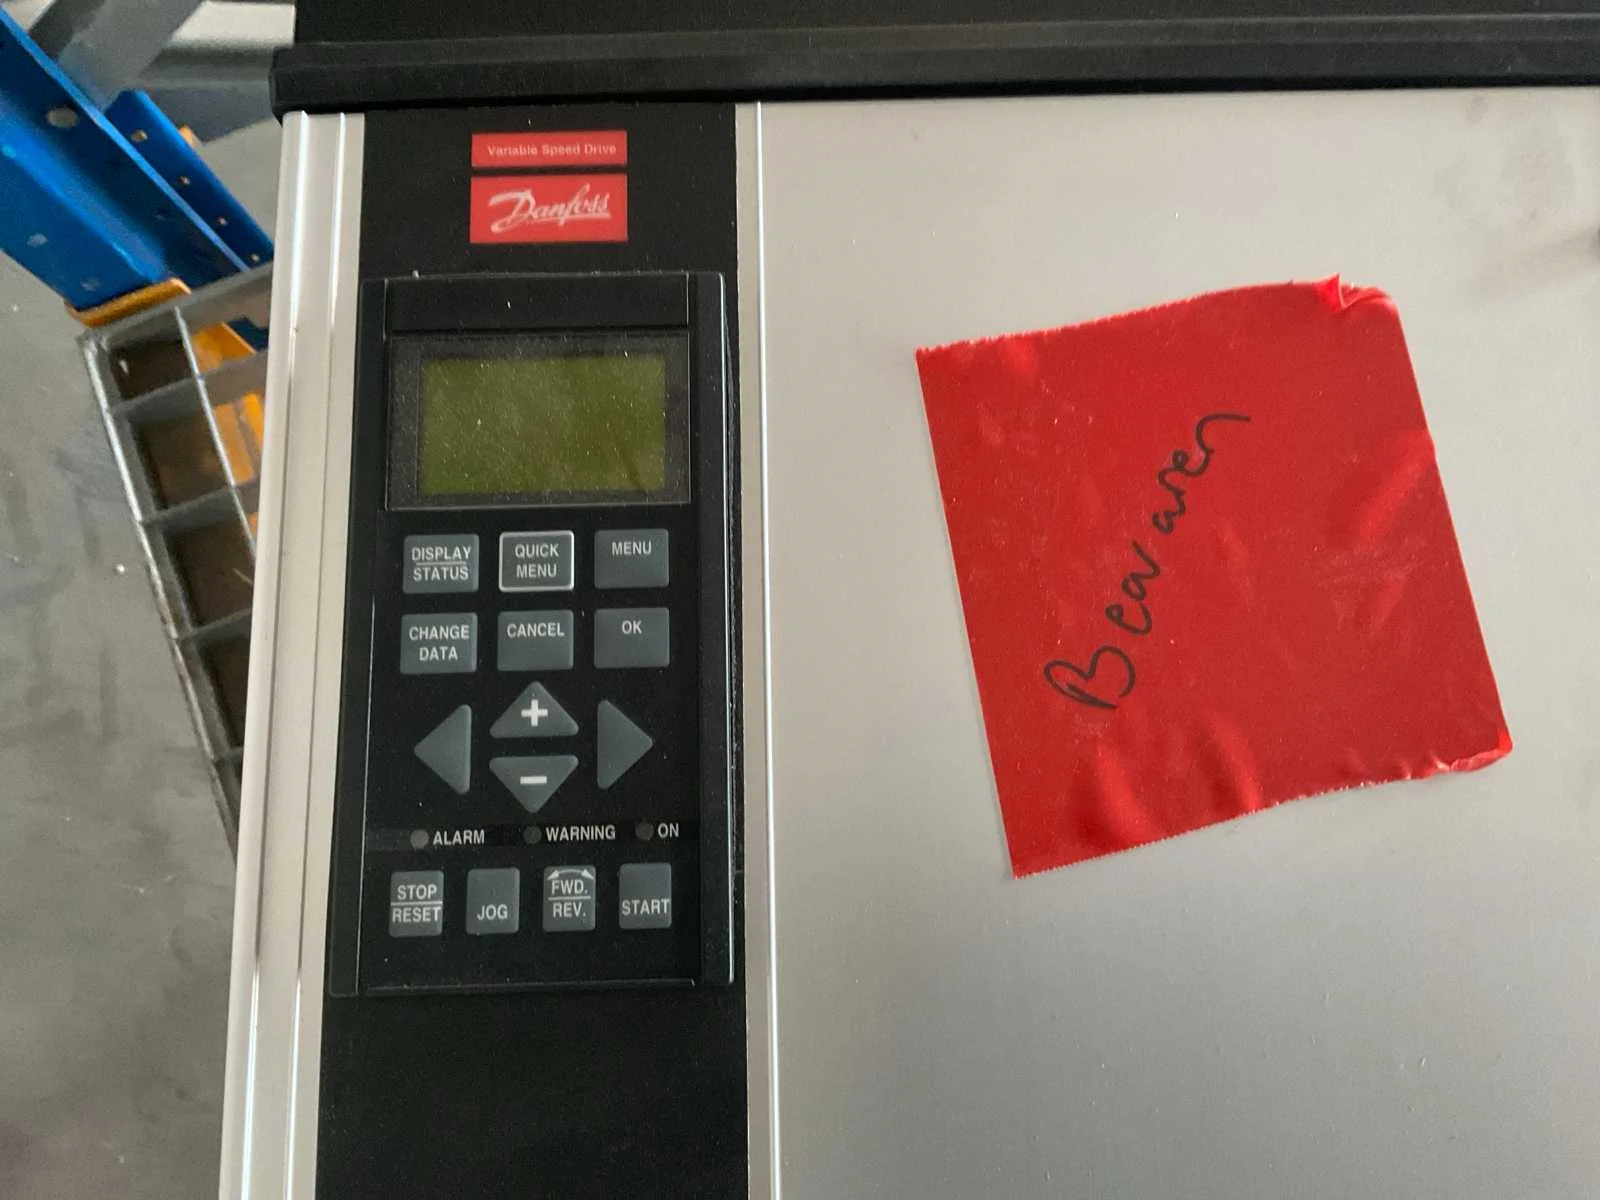 Variable Speed Drive
Danfoss
DISPLAY
STATUS
QUICK
MENU
MENU
CHANGE
DATA
CANCEL
OK
+
-
ALARM
WARNING
ON
STOP
RESET
JOG
FWD.
REV.
START
Bewaren